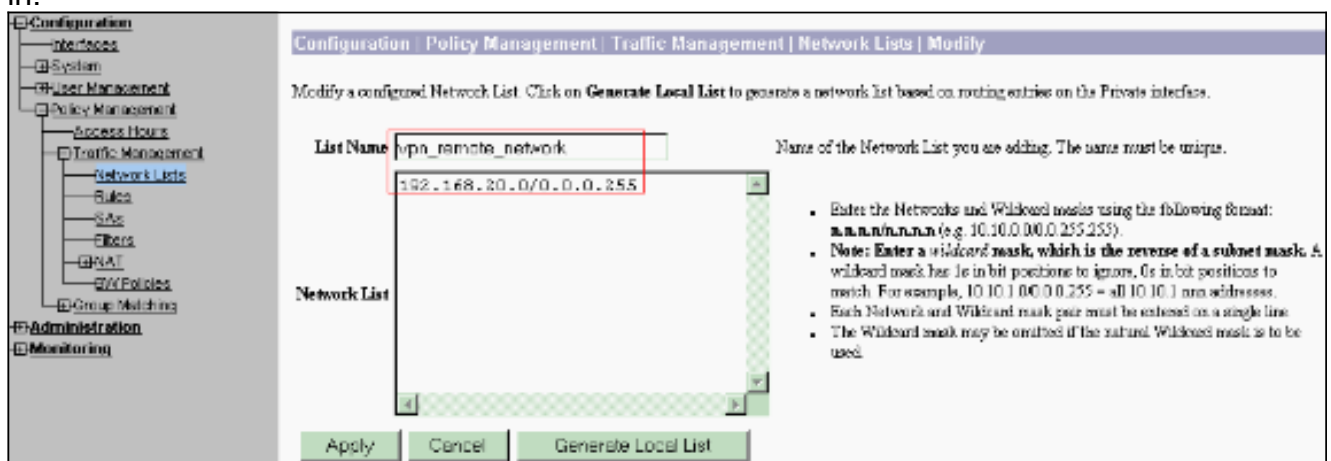 in.
Configuration
Interfaces
System
User Management
Policy Management
Access Hours
Traffic Management
Network Lists
Rules
SAs
Filters
NAT
BW Policies
Group Matching
Administration
Monitoring
Configuration | Policy Management | Traffic Management | Network Lists | Modify
Modify a configured Network List. Click on Generate Local List to generate a network list based on routing entries on the Private interface.
List Name vpn_remote_network Name of the Network List you are adding. The name must be unique.
192.168.20.0/0.0.0.255
Network List
• Enter the Networks and Wildcard masks using the following format:
n.n.n.n/n.n.n.n (e.g. 10.10.0.0/0.0.255.255).
• Note: Enter a wildcard mask, which is the reverse of a subnet mask. A
wildcard mask has 1s in bit positions to ignore, 0s in bit positions to
match. For example, 10.10.1.0/0.0.0.255 = all 10.10.1.nnn addresses.
• Each Network and Wildcard mask pair must be entered on a single line.
• The Wildcard mask may be omitted if the natural Wildcard mask is to be
used.
Apply Cancel Generate Local List